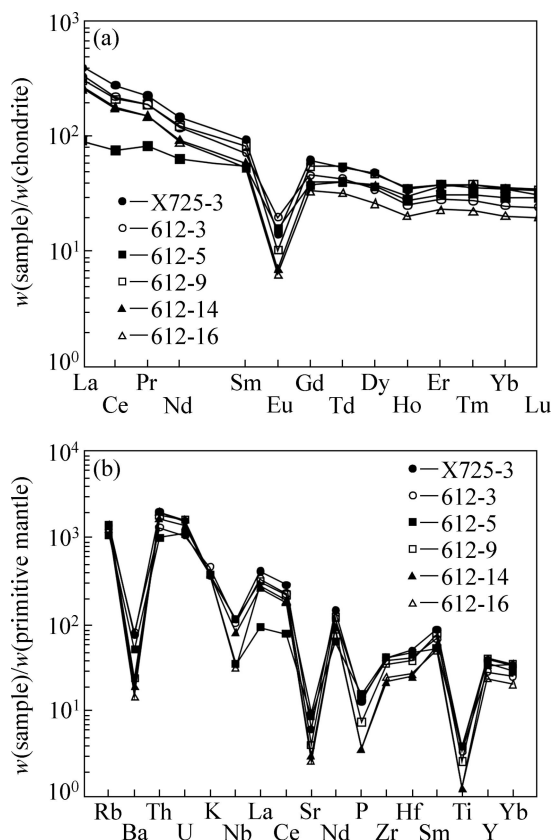 (a)
w(sample)/w(chondrite)
10³
10²
10¹
10⁰
X725-3
612-3
612-5
612-9
612-14
612-16
La Pr Sm Gd Dy Er Yb
Ce Nd Eu Td Ho Tm Lu
(b)
w(sample)/w(primitive mantle)
10⁴
10³
10²
10¹
10⁰
X725-3
612-3
612-5
612-9
612-14
612-16
Rb Th K La Sr P Hf Ti Yb
Ba U Nb Ce Nd Zr Sm Y